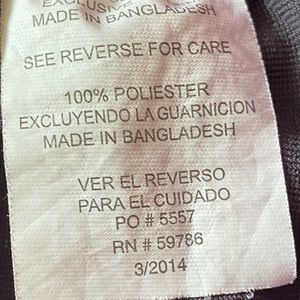 MADE IN BANGLADESH
SEE REVERSE FOR CARE
100% POLIESTER
EXCLUYENDO LA GUARNICION
MADE IN BANGLADESH
VER EL REVERSO
PARA EL CUIDADO
PO # 5557
RN # 59786
3/2014